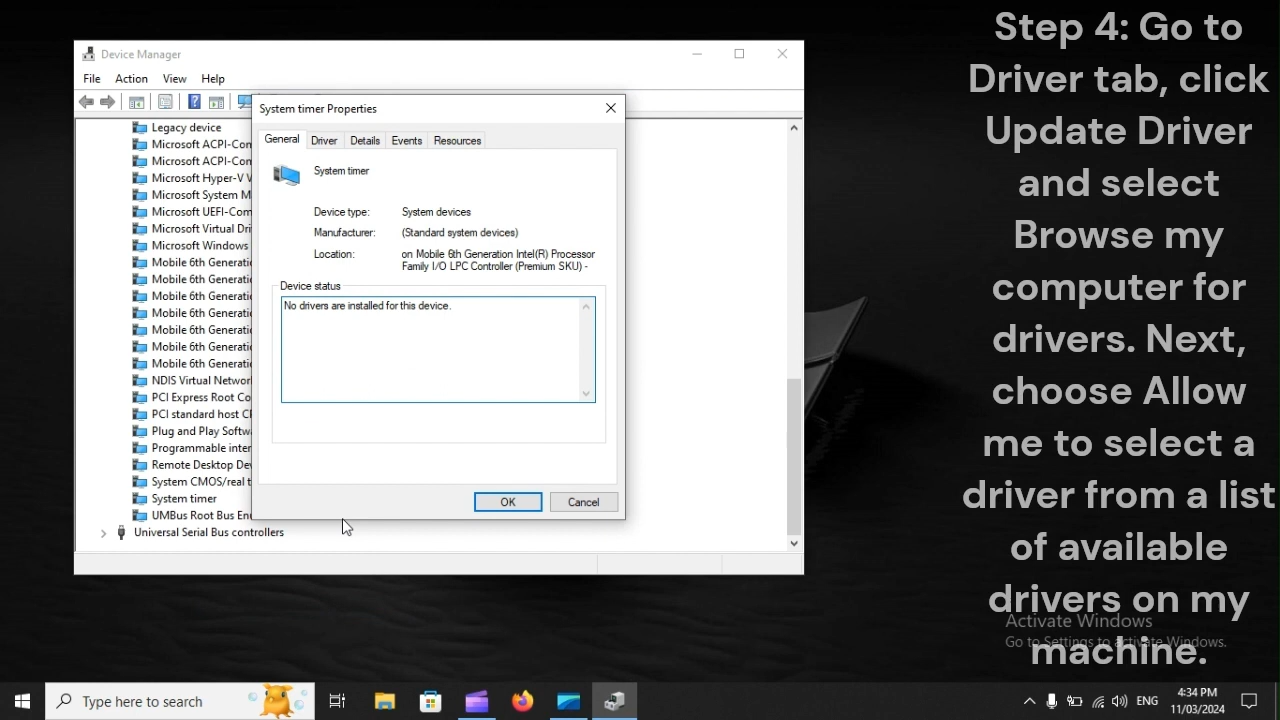 Step 4: Go to
Driver tab, click
Update Driver
and select
Browse my
computer for
drivers. Next,
choose Allow
me to select a
driver from a list
of available
drivers on my
machine.
Device Manager
File Action View Help
Legacy device
Microsoft ACPI-Com
Microsoft ACPI-Com
Microsoft Hyper-V V
Microsoft System M
Microsoft UEFI-Com
Microsoft Virtual Dri
Microsoft Windows
Mobile 6th Generatio
Mobile 6th Generatio
Mobile 6th Generatio
Mobile 6th Generatio
Mobile 6th Generatio
Mobile 6th Generatio
Mobile 6th Generatio
NDIS Virtual Networ
PCI Express Root Co
PCI standard host CP
Plug and Play Softwa
Programmable inter
Remote Desktop Dev
System CMOS/real t
System timer
UMBus Root Bus Enu
Universal Serial Bus controllers
System timer Properties
General Driver Details Events Resources
System timer
Device type: System devices
Manufacturer: (Standard system devices)
Location: on Mobile 6th Generation Intel(R) Processor
Family I/O LPC Controller (Premium SKU) -
Device status
No drivers are installed for this device.
OK Cancel
Activate Windows
Go to Settings to activate Windows.
Type here to search
ENG
4:34 PM
11/03/2024